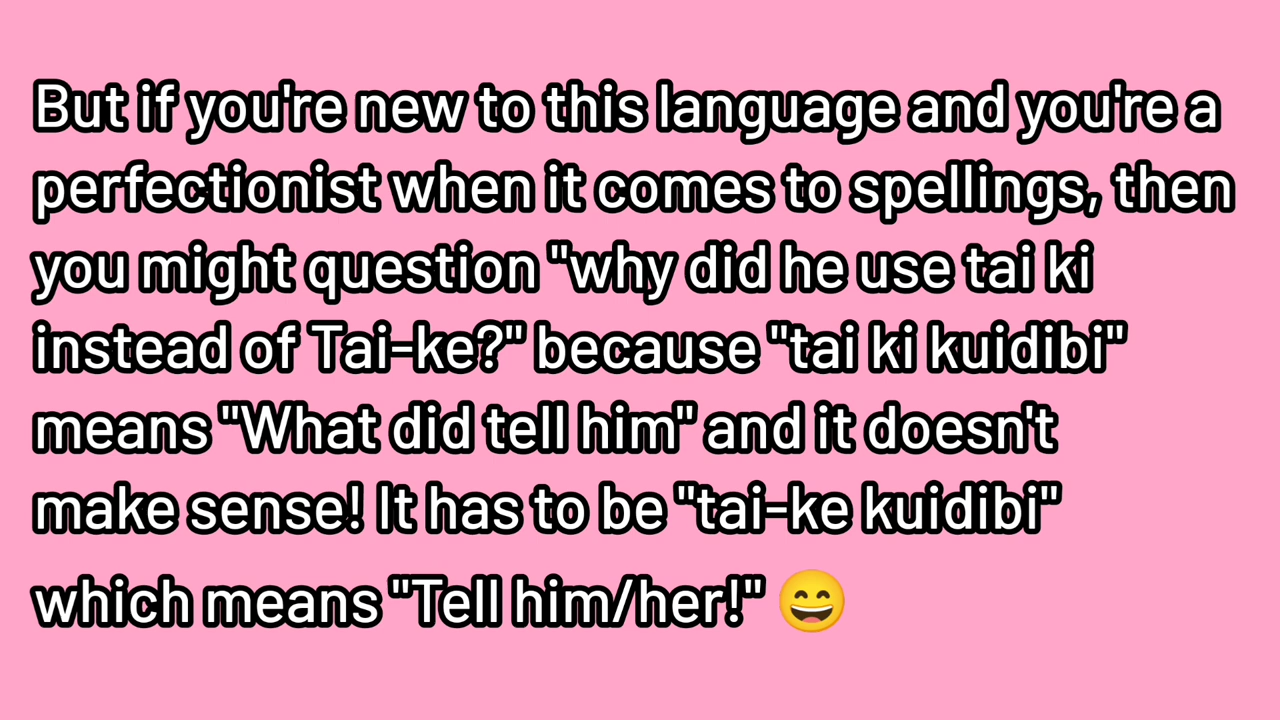 But if you're new to this language and you're a
perfectionist when it comes to spellings, then
you might question "why did he use tai ki
instead of Tai-ke?" because "tai ki kuidibi"
means "What did tell him" and it doesn't
make sense! It has to be "tai-ke kuidibi"
which means "Tell him/her!" 😄